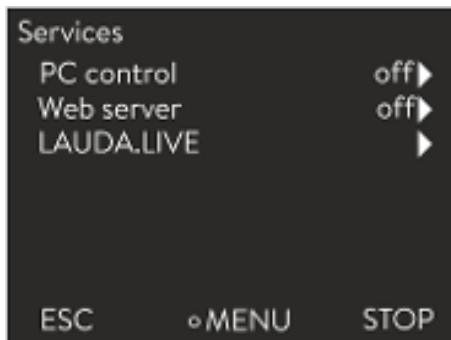 Services
PC control off
Web server off
LAUDA.LIVE
ESC MENU STOP